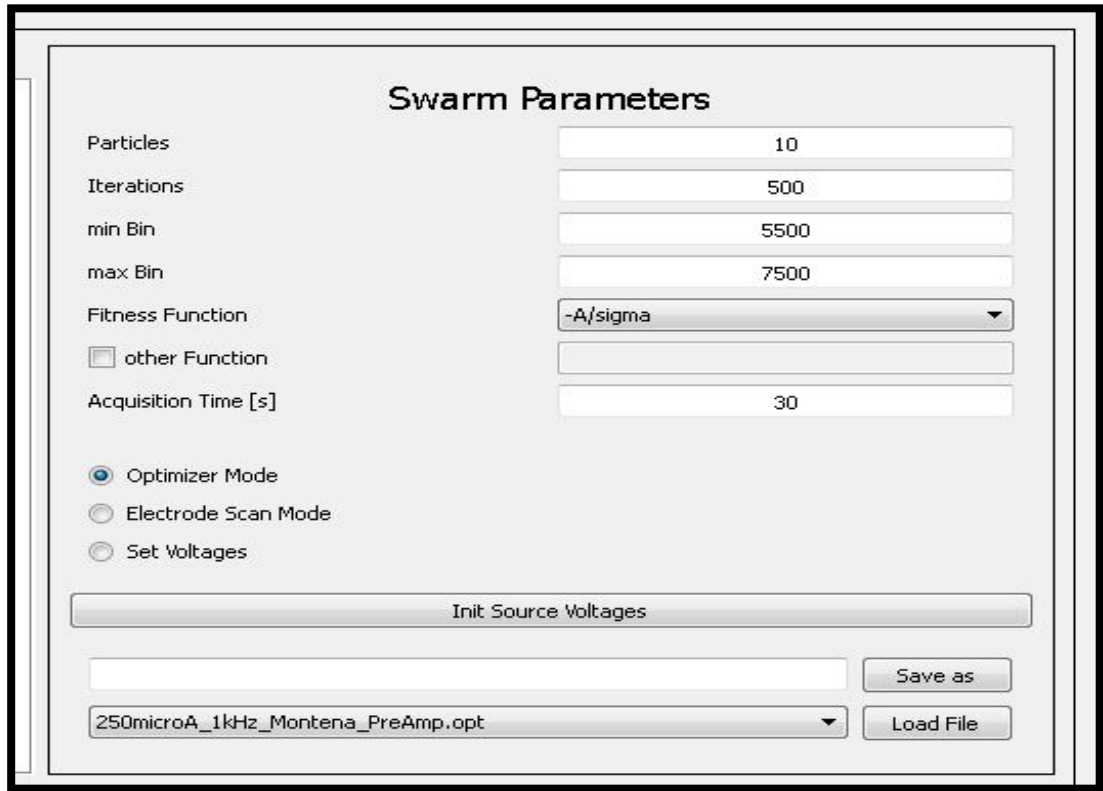 Swarm Parameters
Particles 10
Iterations 500
min Bin 5500
max Bin 7500
Fitness Function -A/sigma
other Function
Acquisition Time [s] 30
Optimizer Mode
Electrode Scan Mode
Set Voltages
Init Source Voltages
Save as
250microA_1kHz_Montena_PreAmp.opt Load File